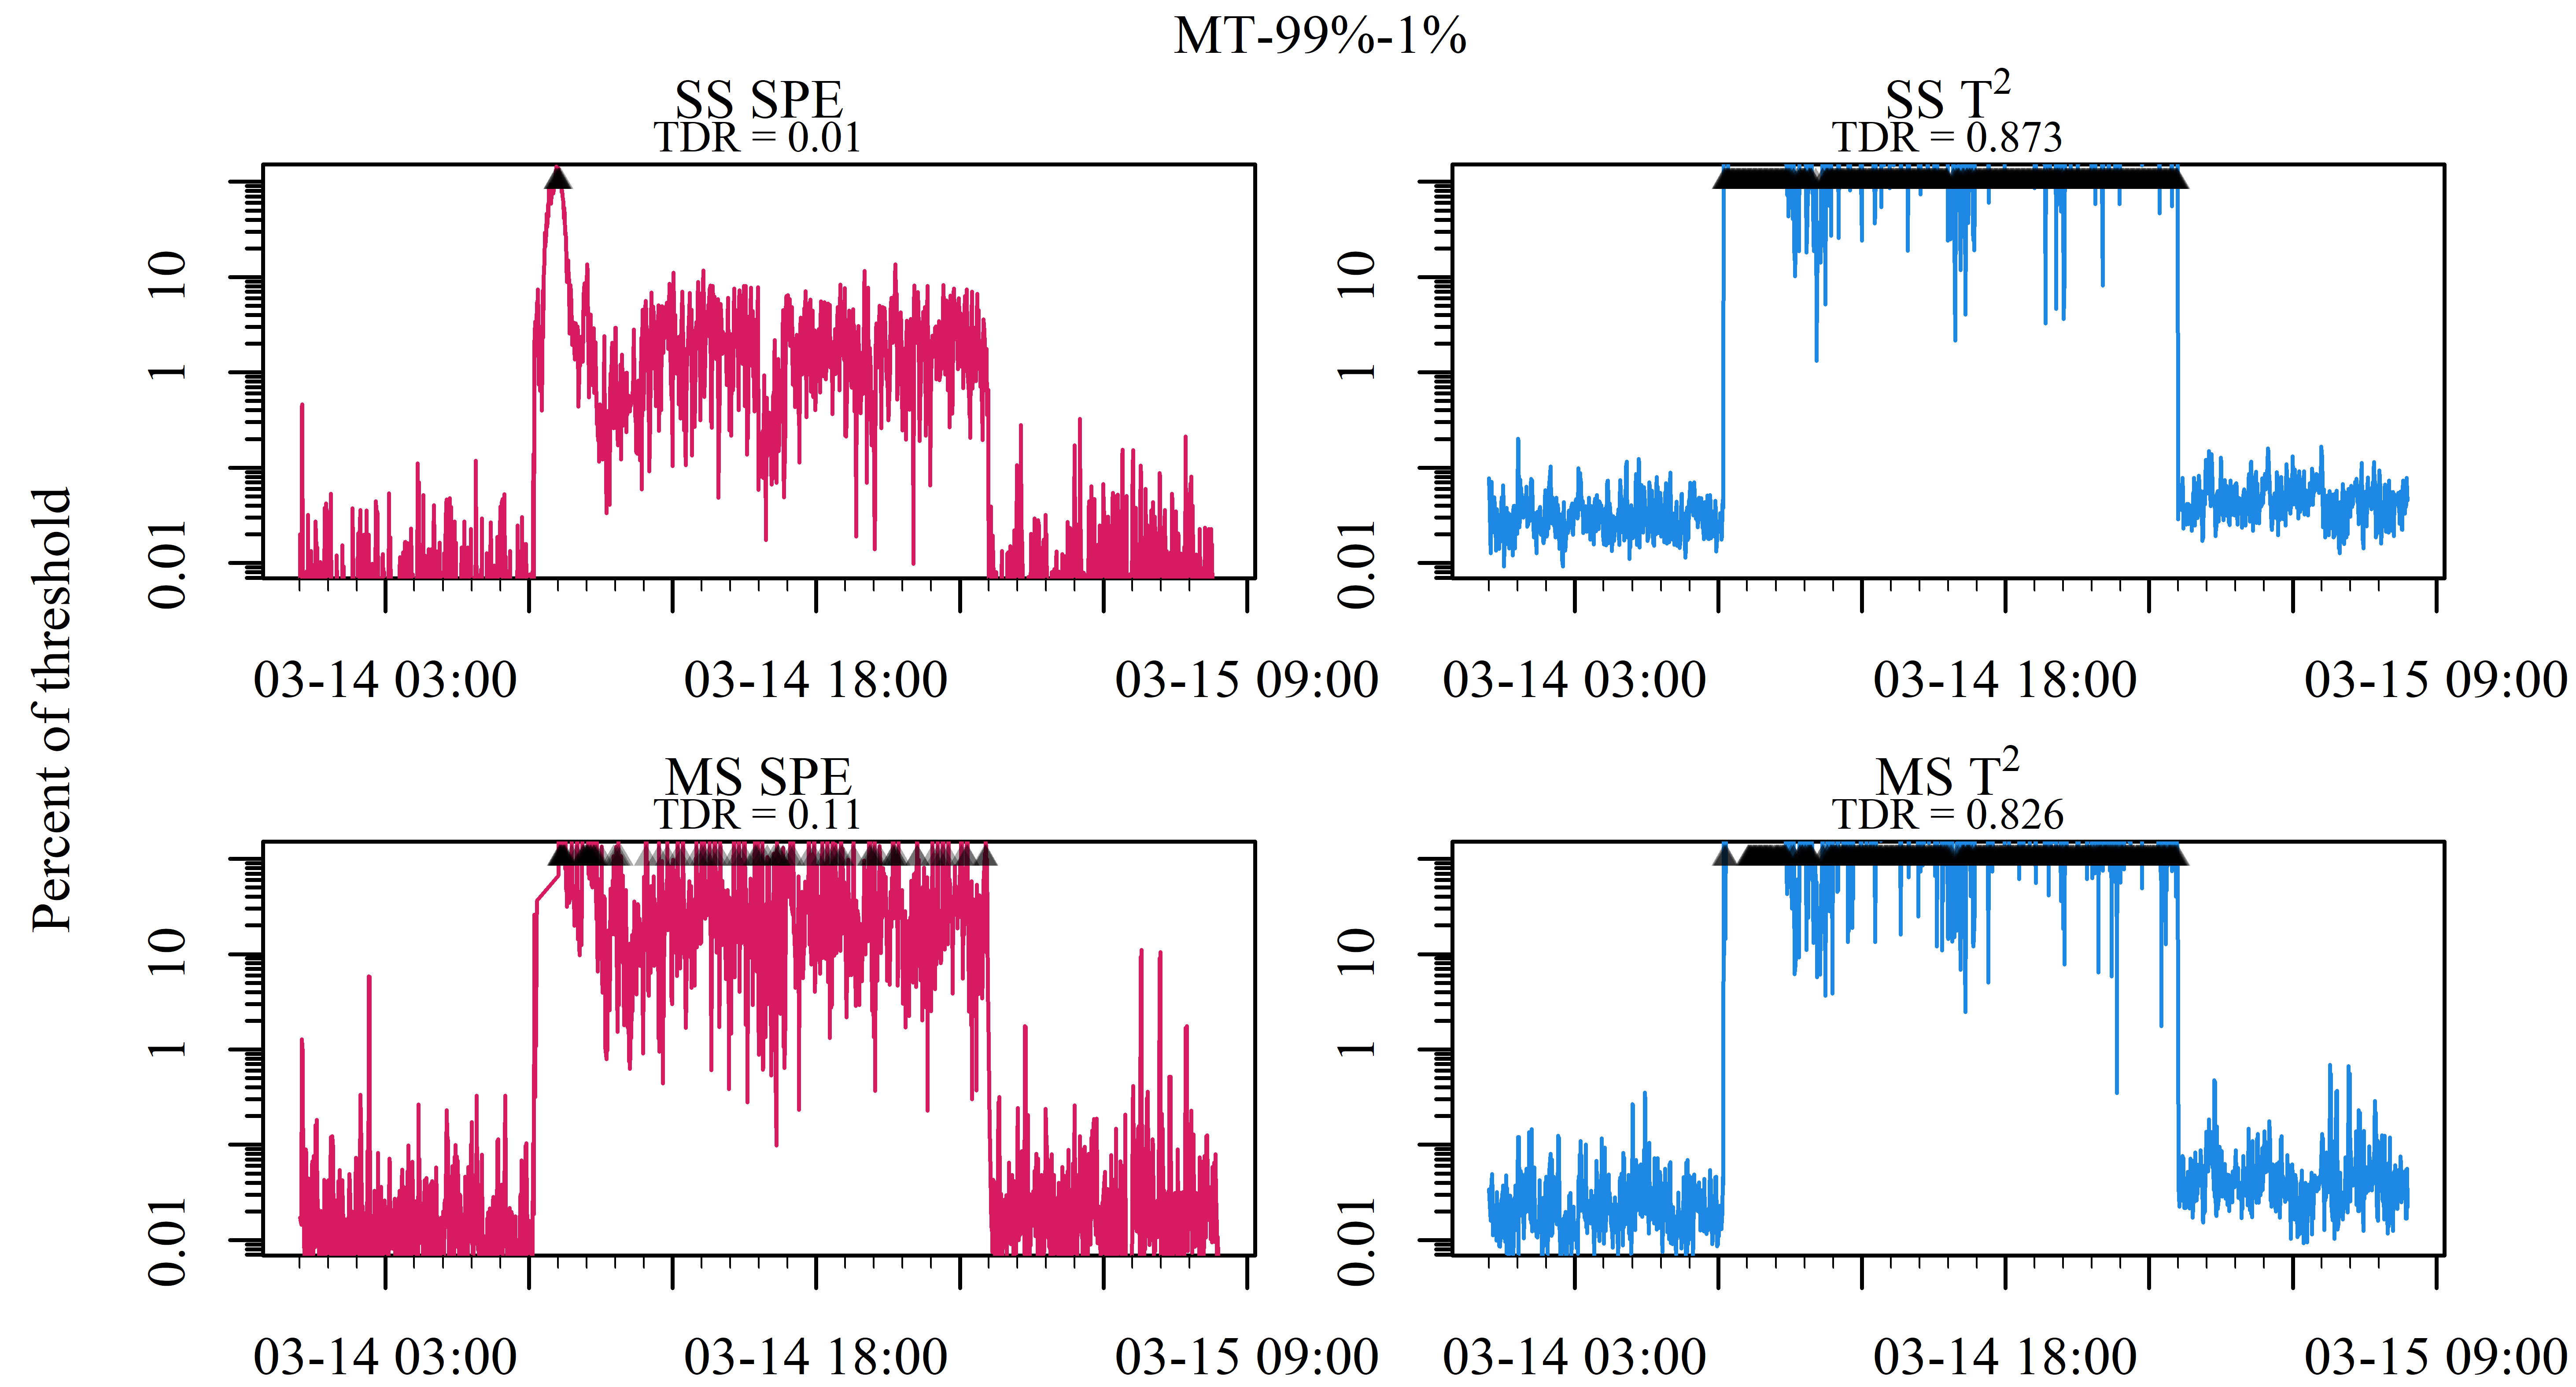 MT-99%-1%
Percent of threshold
SS SPE
TDR = 0.01
10
1
0.01
03-14 03:00
03-14 18:00
03-15 09:00
SS T²
TDR = 0.873
10
1
0.01
03-14 03:00
03-14 18:00
03-15 09:00
MS SPE
TDR = 0.11
10
1
0.01
03-14 03:00
03-14 18:00
03-15 09:00
MS T²
TDR = 0.826
10
1
0.01
03-14 03:00
03-14 18:00
03-15 09:00